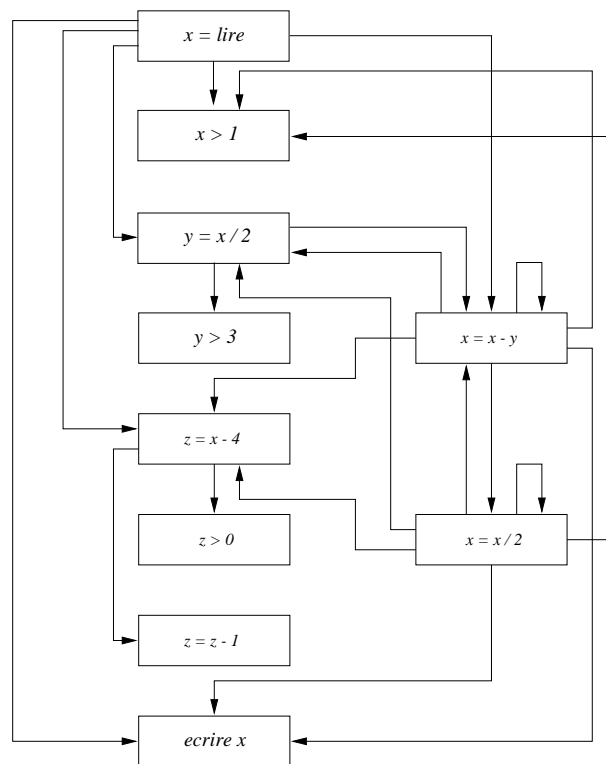 x = lire
x > 1
y = x / 2
y > 3
x = x - y
z = x - 4
z > 0
x = x / 2
z = z - 1
ecrire x